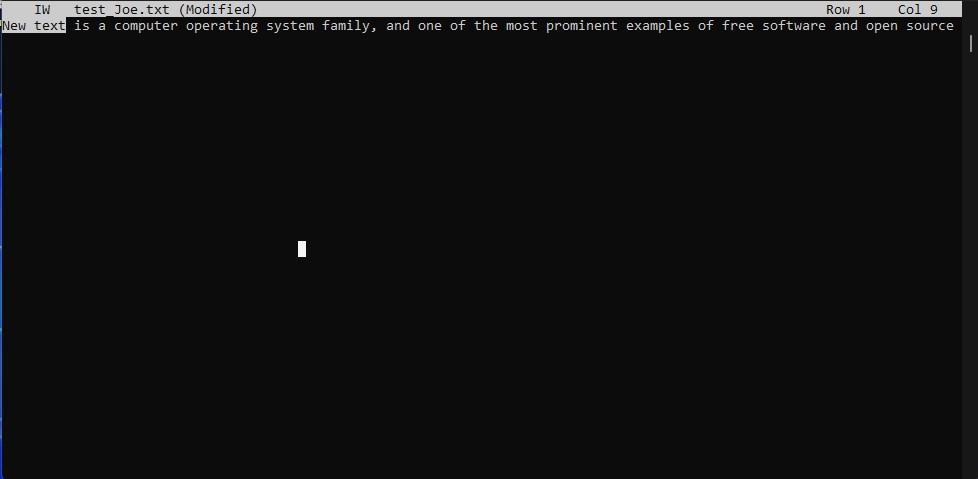 IW test_Joe.txt (Modified) Row 1 Col 9
New text is a computer operating system family, and one of the most prominent examples of free software and open source